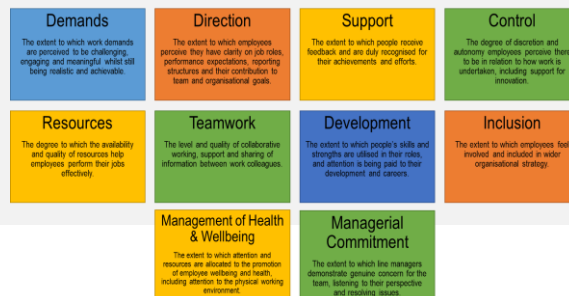 Demands
The extent to which work demands
are perceived to be challenging,
engaging and meaningful whilst still
being realistic and achievable.
Direction
The extent to which employees
perceive they have clarity on job roles,
performance expectations, reporting
structures and their contribution to
team and organisational goals.
Support
The extent to which people receive
feedback and are duly recognised for
their achievements and efforts.
Control
The degree of discretion and
autonomy employees perceive there
to be in relation to how work is
undertaken, including support for
innovation.
Resources
The degree to which the availability
and quality of resources help
employees perform their jobs
effectively.
Teamwork
The level and quality of collaborative
working, support and sharing of
information between work colleagues.
Development
The extent to which people's skills and
strengths are utilised in their roles,
and attention is being paid to their
development and careers.
Inclusion
The extent to which employees feel
involved and included in wider
organisational strategy.
Management of Health
& Wellbeing
The extent to which attention and
resources are allocated to the promotion
of employee wellbeing and health,
including attention to the physical working
environment.
Managerial
Commitment
The extent to which line managers
demonstrate genuine concern for the
team, listening to their perspective
and resolving issues.